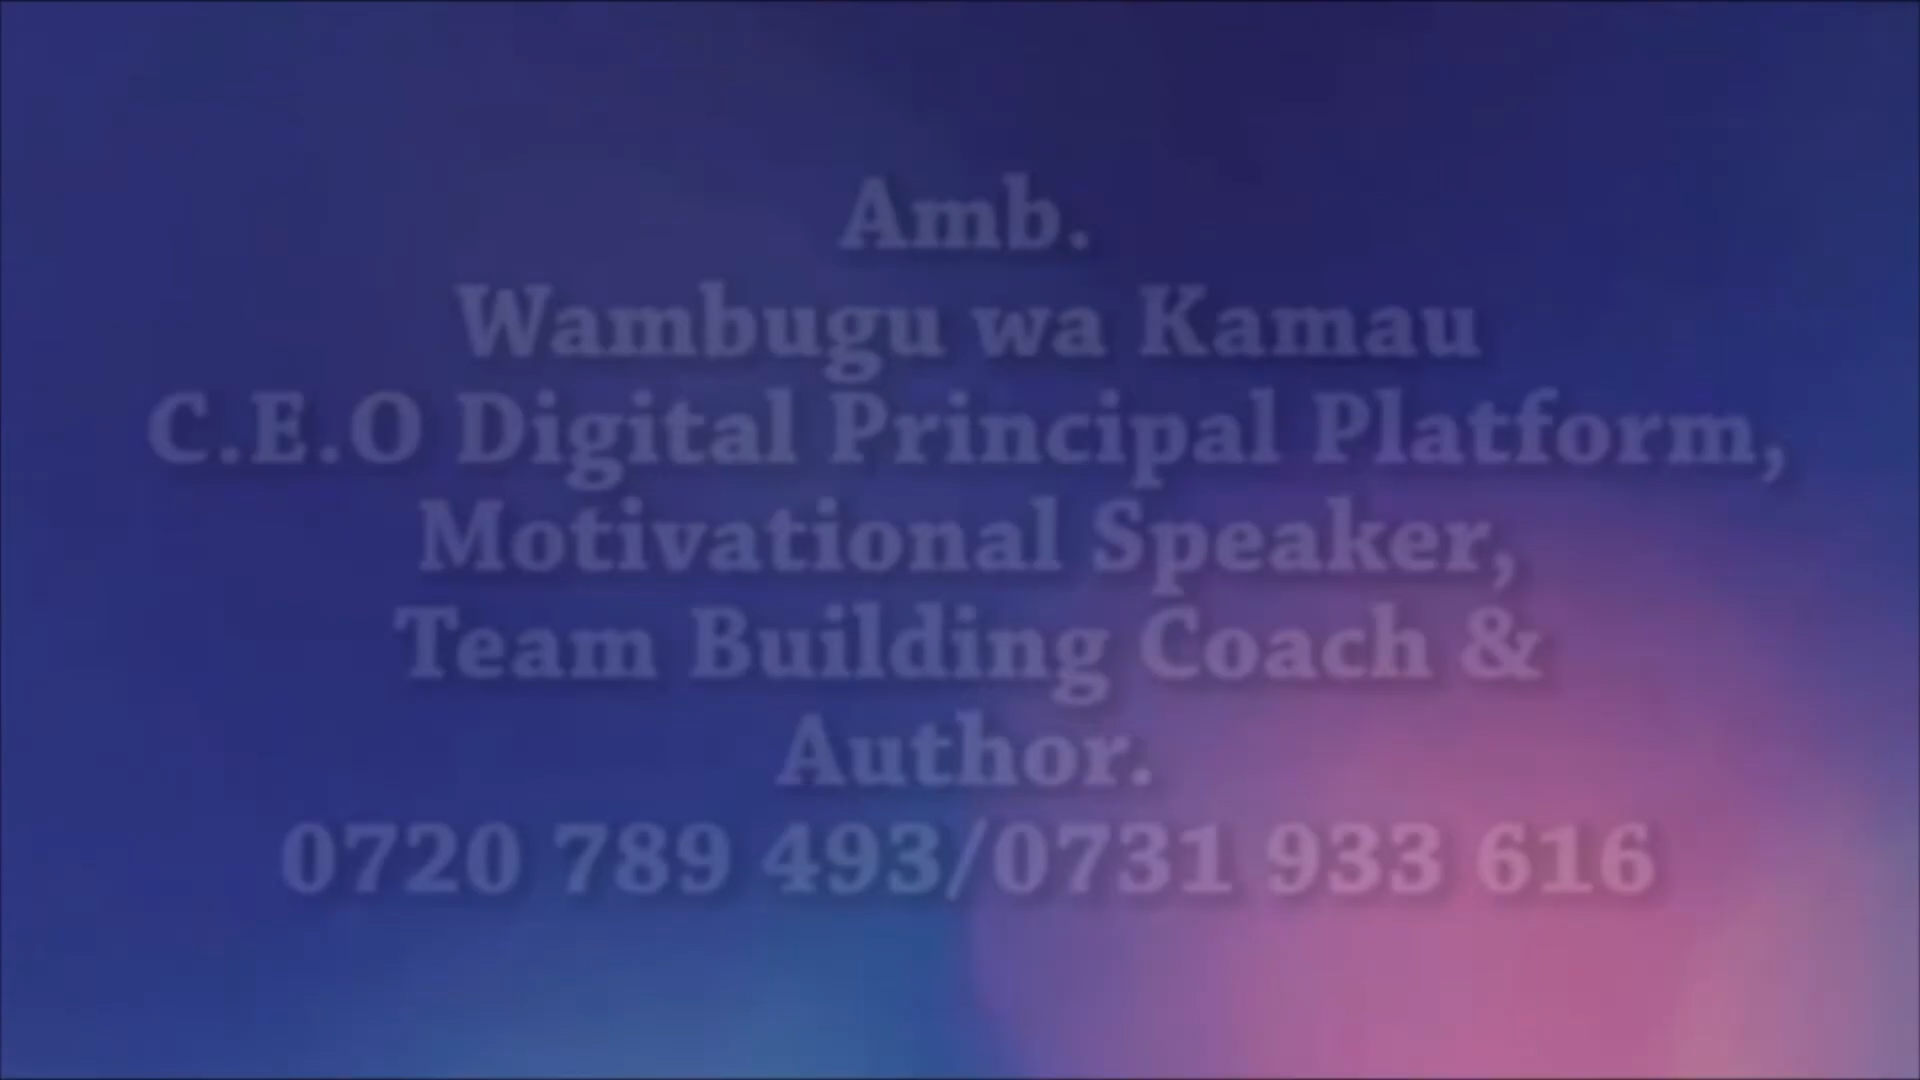 Amb.
Wambugu wa Kamau
C.E.O Digital Principal Platform,
Motivational Speaker,
Team Building Coach &
Author.
0720 789 493/0731 933 616